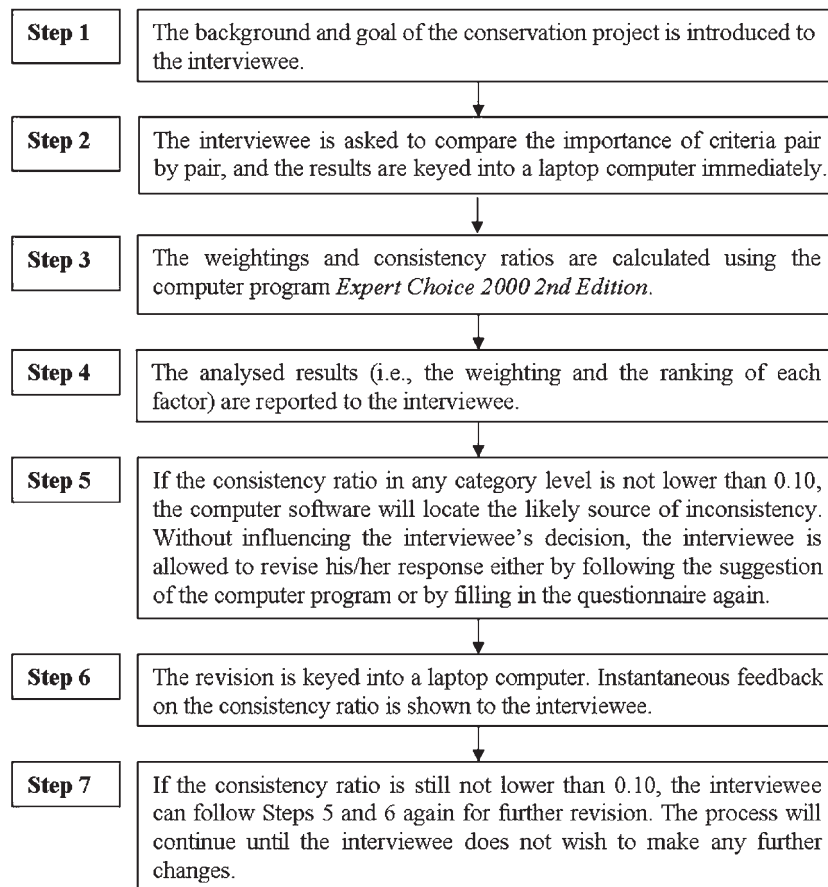 Step 1
The background and goal of the conservation project is introduced to
the interviewee.
Step 2
The interviewee is asked to compare the importance of criteria pair
by pair, and the results are keyed into a laptop computer immediately.
Step 3
The weightings and consistency ratios are calculated using the
computer program Expert Choice 2000 2nd Edition.
Step 4
The analysed results (i.e., the weighting and the ranking of each
factor) are reported to the interviewee.
Step 5
If the consistency ratio in any category level is not lower than 0.10,
the computer software will locate the likely source of inconsistency.
Without influencing the interviewee's decision, the interviewee is
allowed to revise his/her response either by following the suggestion
of the computer program or by filling in the questionnaire again.
Step 6
The revision is keyed into a laptop computer. Instantaneous feedback
on the consistency ratio is shown to the interviewee.
Step 7
If the consistency ratio is still not lower than 0.10, the interviewee
can follow Steps 5 and 6 again for further revision. The process will
continue until the interviewee does not wish to make any further
changes.